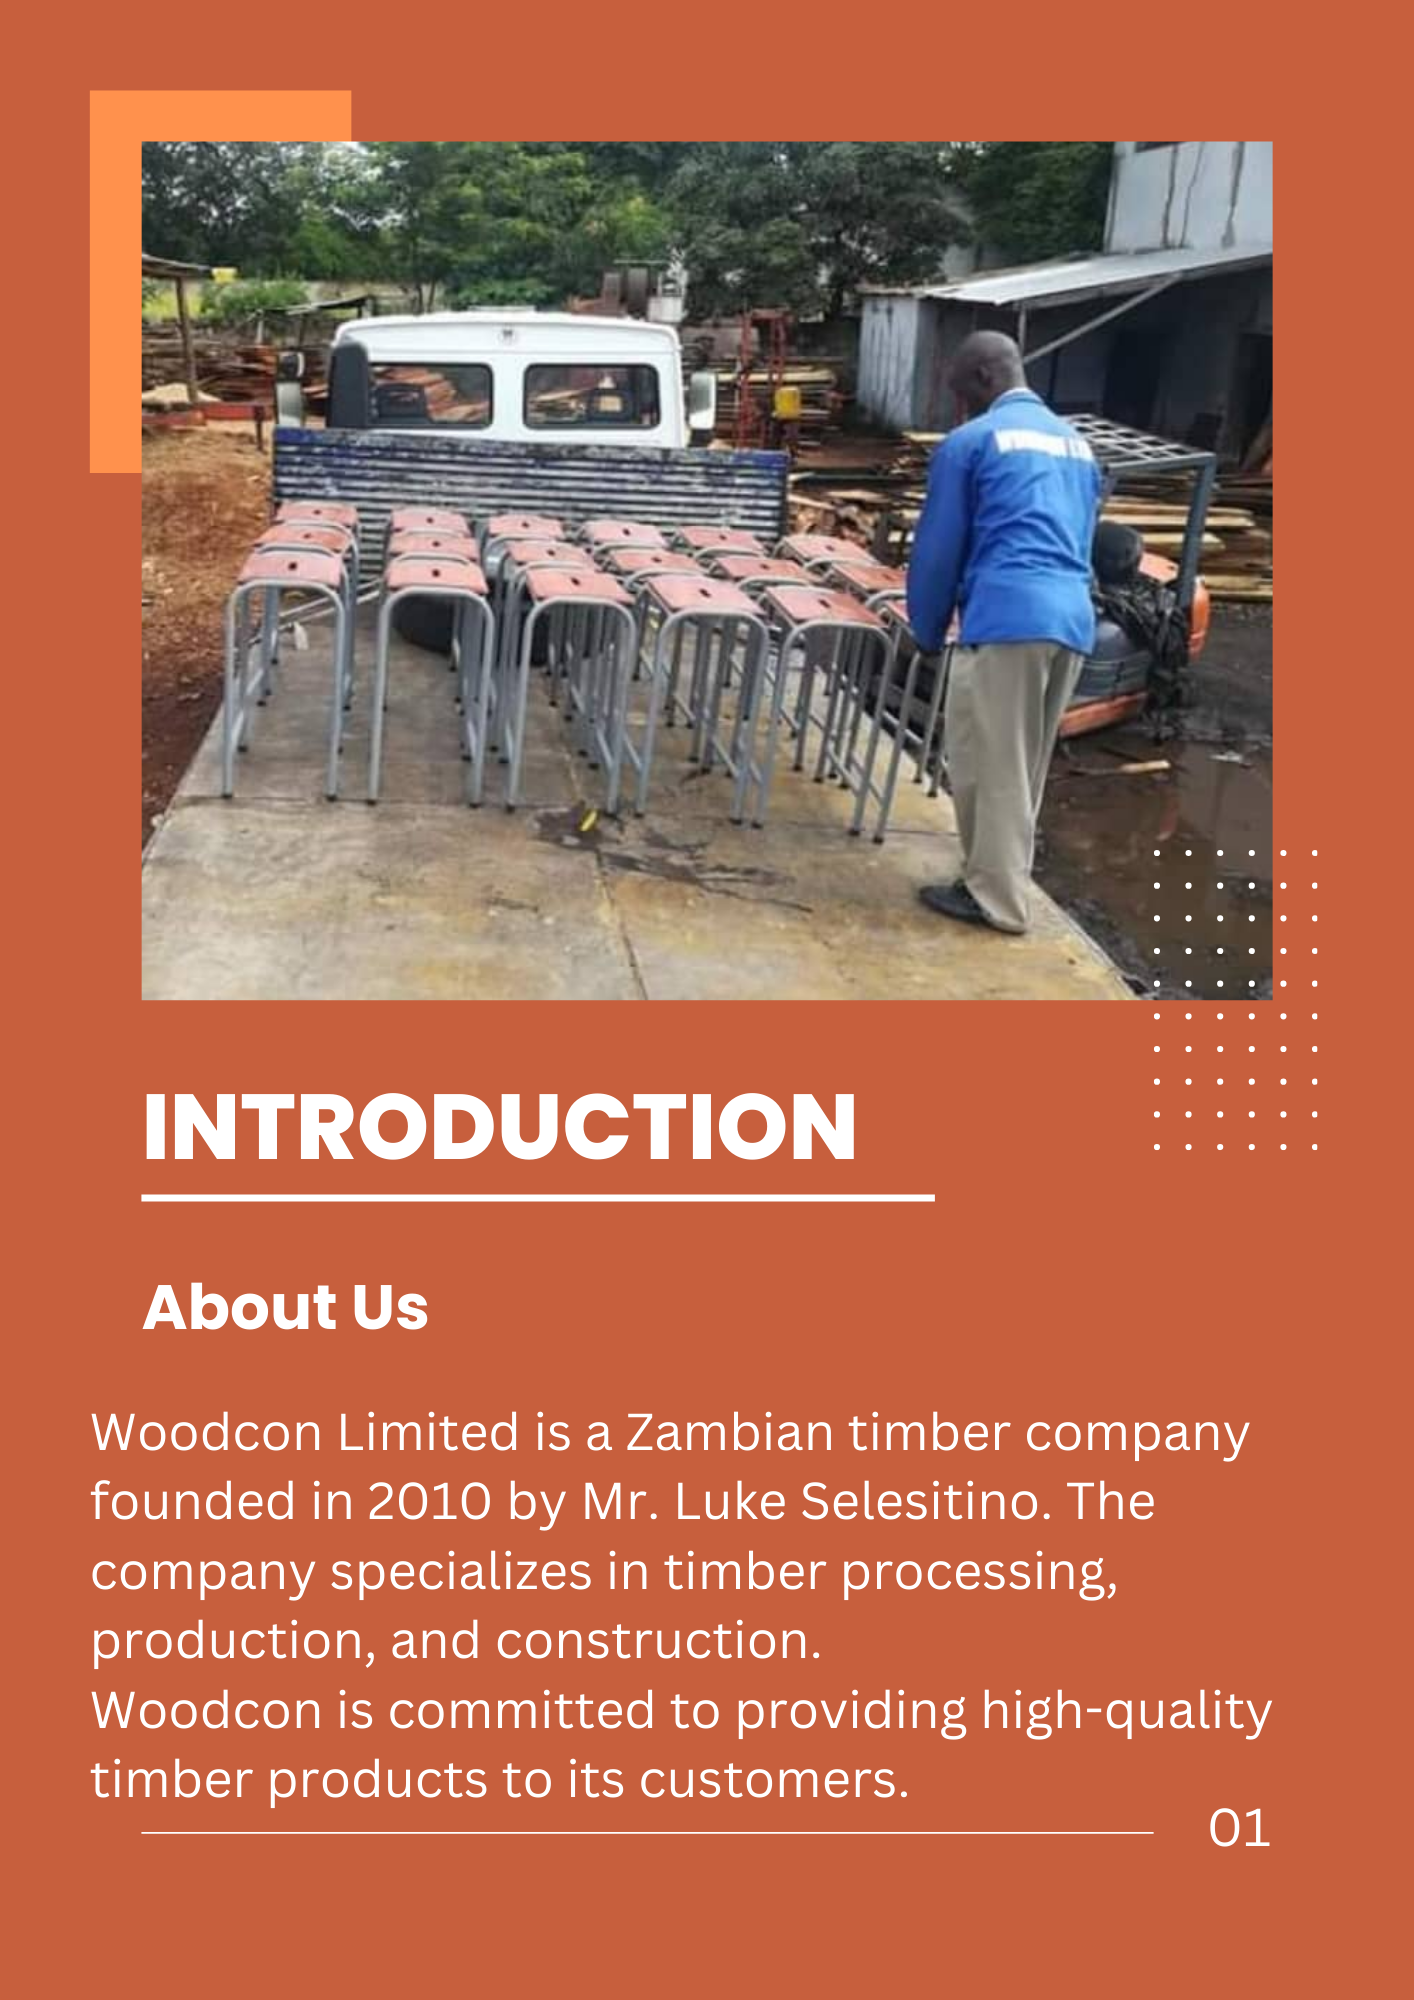 INTRODUCTION
About Us
Woodcon Limited is a Zambian timber company
founded in 2010 by Mr. Luke Selesitino. The
company specializes in timber processing,
production, and construction.
Woodcon is committed to providing high-quality
timber products to its customers.
01